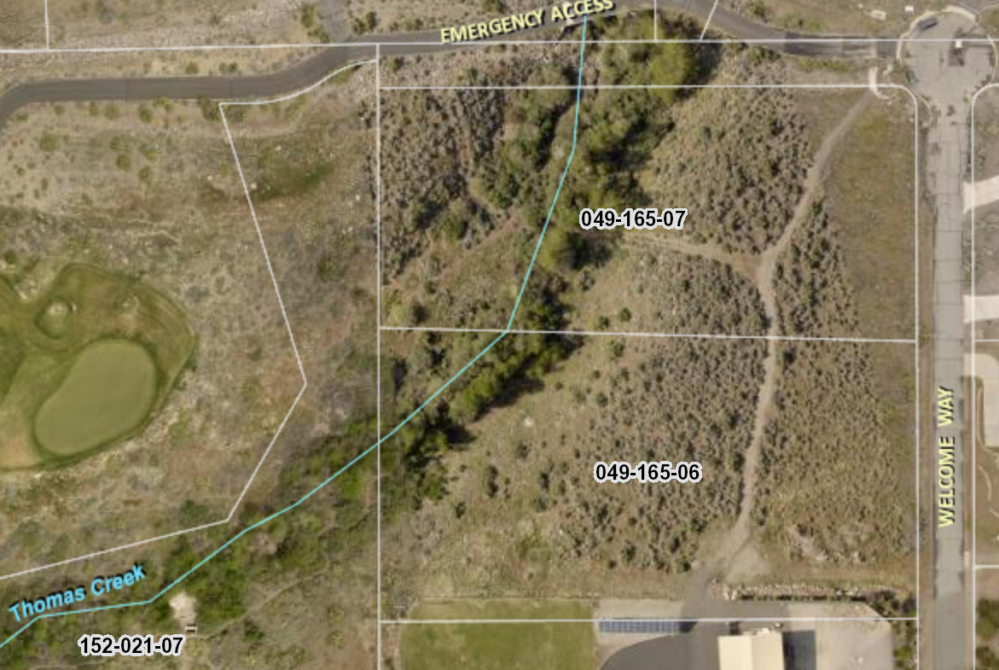 EMERGENCY ACCESS
049-165-07
049-165-06
WELCOME WAY
Thomas Creek
152-021-07